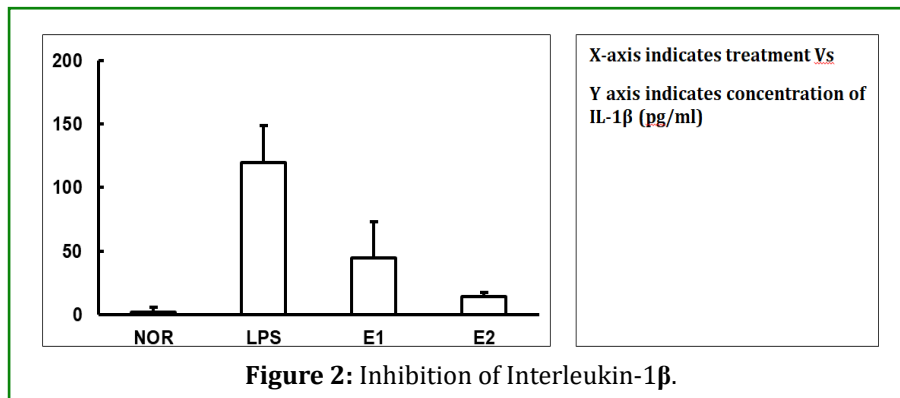 200
150
100
50
0
NOR LPS E1 E2
X-axis indicates treatment Vs
Y axis indicates concentration of
IL-1β (pg/ml)
Figure 2: Inhibition of Interleukin-1β.